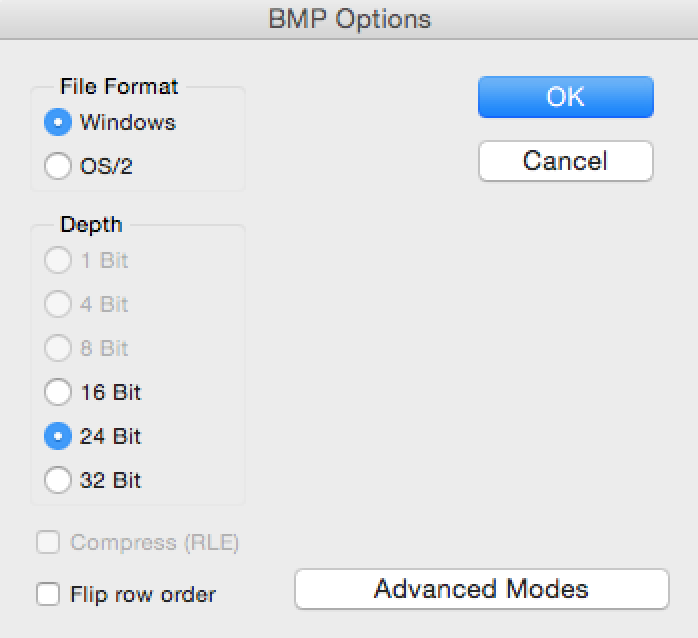 BMP Options
File Format
Windows
OS/2
OK
Cancel
Depth
1 Bit
4 Bit
8 Bit
16 Bit
24 Bit
32 Bit
Compress (RLE)
Flip row order
Advanced Modes